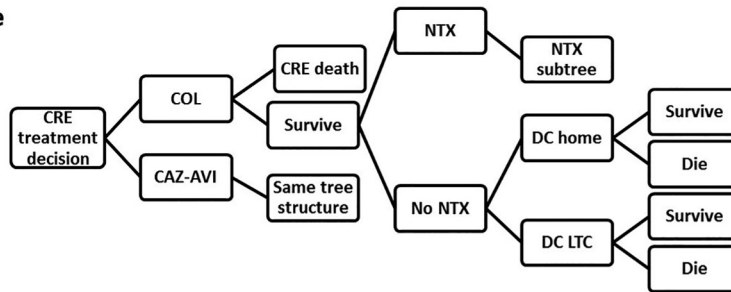 e
CRE
treatment
decision
COL
CAZ-AVI
CRE death
Survive
Same tree
structure
NTX
No NTX
NTX
subtree
DC home
DC LTC
Survive
Die
Survive
Die